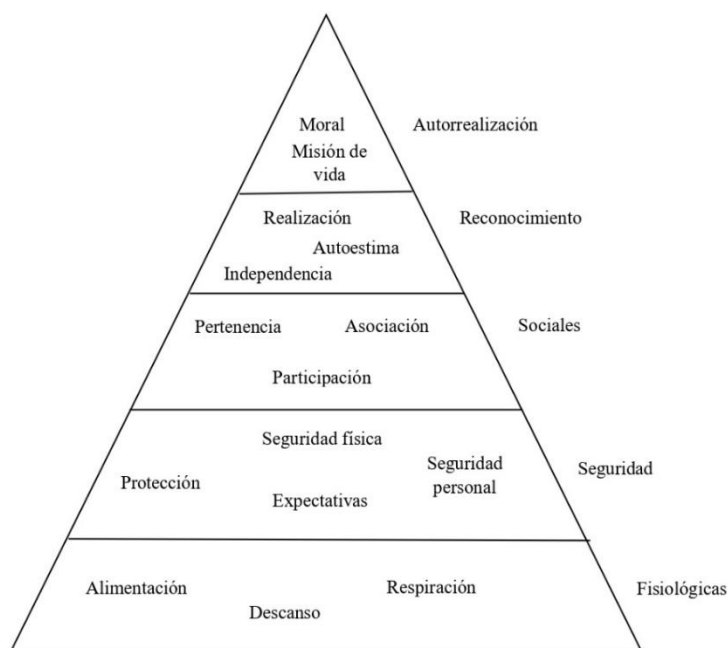 Moral
Autorrealización
Misión de
vida
Realización
Reconocimiento
Autoestima
Independencia
Pertenencia
Asociación
Sociales
Participación
Seguridad física
Protección
Seguridad
personal
Seguridad
Expectativas
Alimentación
Respiración
Fisiológicas
Descanso